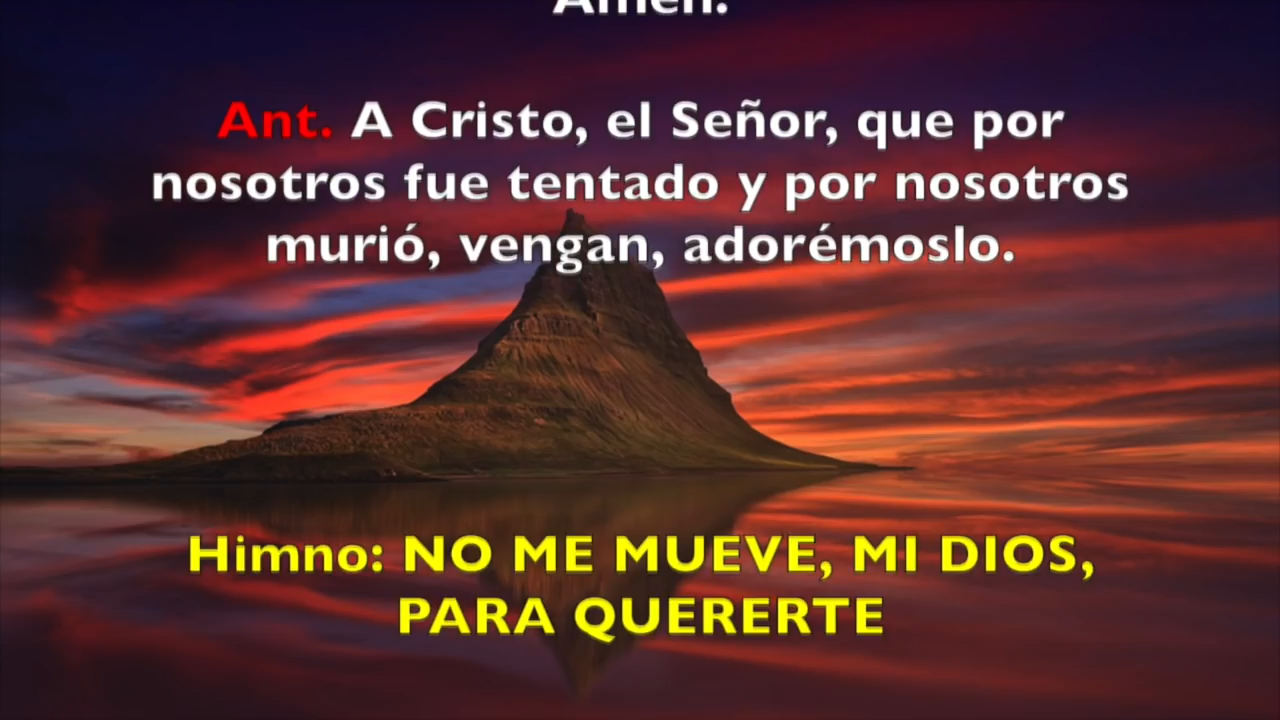 Amén.
Ant. A Cristo, el Señor, que por
nosotros fue tentado y por nosotros
murió, vengan, adorémoslo.
Himno: NO ME MUEVE, MI DIOS,
PARA QUERERTE